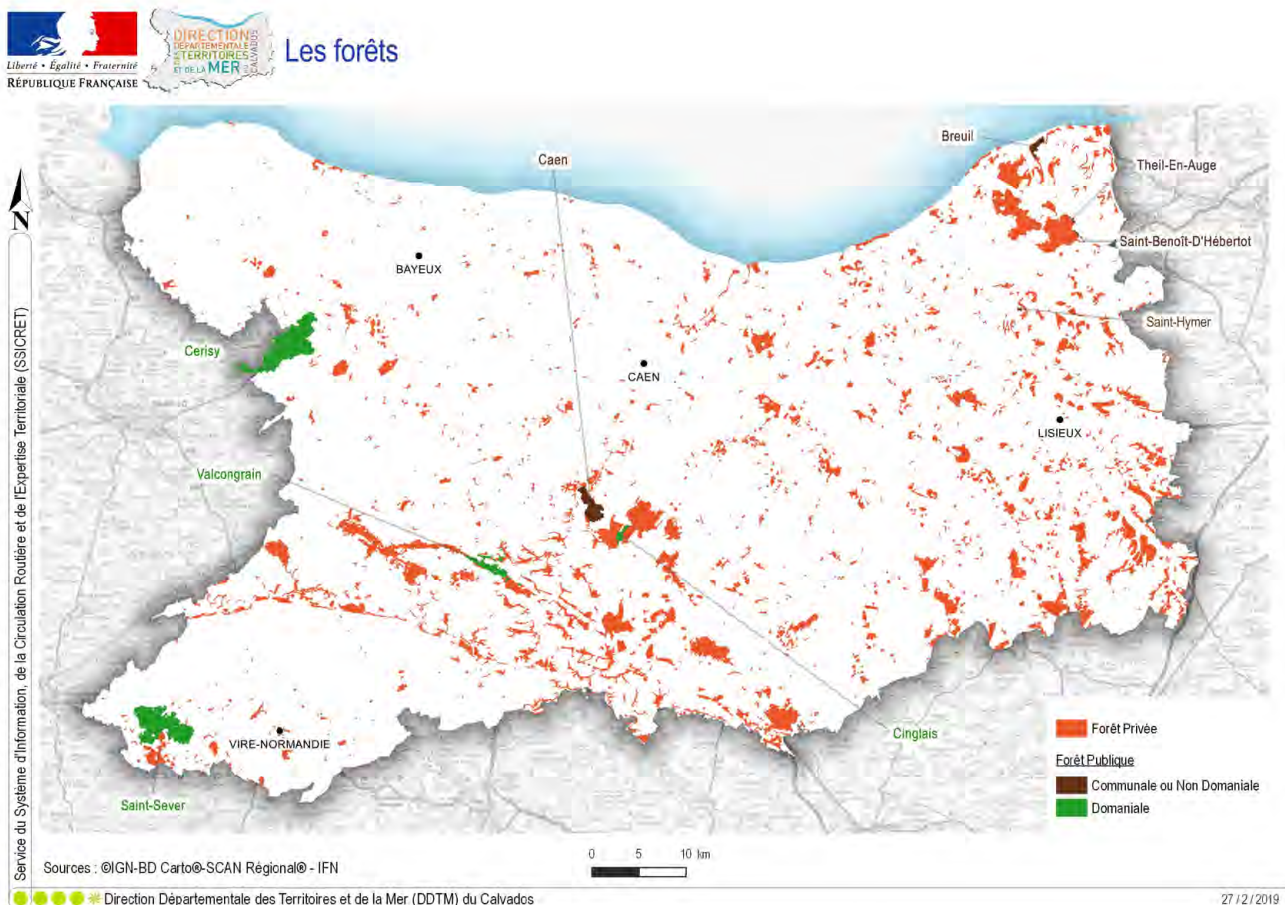 Liberté • Égalité • Fraternité
RÉPUBLIQUE FRANÇAISE
DIRECTION
DÉPARTEMENTALE
DES TERRITOIRES
ET DE LA MER
CALVADOS
Les forêts
N
Caen
Breuil
Theil-En-Auge
Saint-Benoît-D'Hébertot
Saint-Hymer
BAYEUX
Cerisy
CAEN
LISIEUX
Valcongrain
Cinglais
VIRE-NORMANDIE
Saint-Sever
Forêt Privée
Forêt Publique
Communale ou Non Domaniale
Domaniale
0 5 10 km
Service du Système d'Information, de la Circulation Routière et de l'Expertise Territoriale (SSICRET)
Sources : ©IGN-BD Carto®-SCAN Régional® - IFN
Direction Départementale des Territoires et de la Mer (DDTM) du Calvados
27 / 2 / 2019